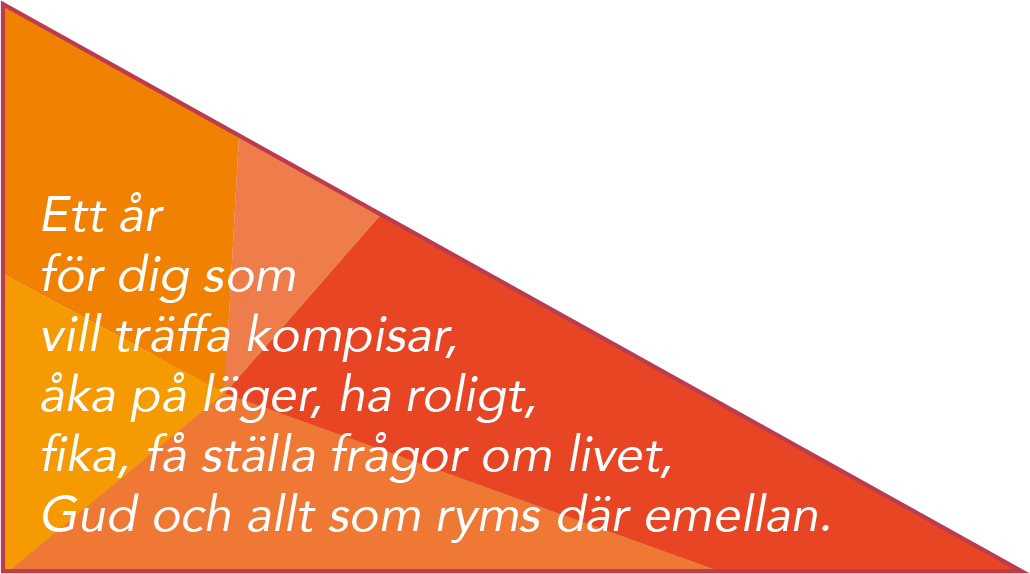 Ett år
för dig som
vill träffa kompisar,
åka på läger, ha roligt,
fika, få ställa frågor om livet,
Gud och allt som ryms där emellan.